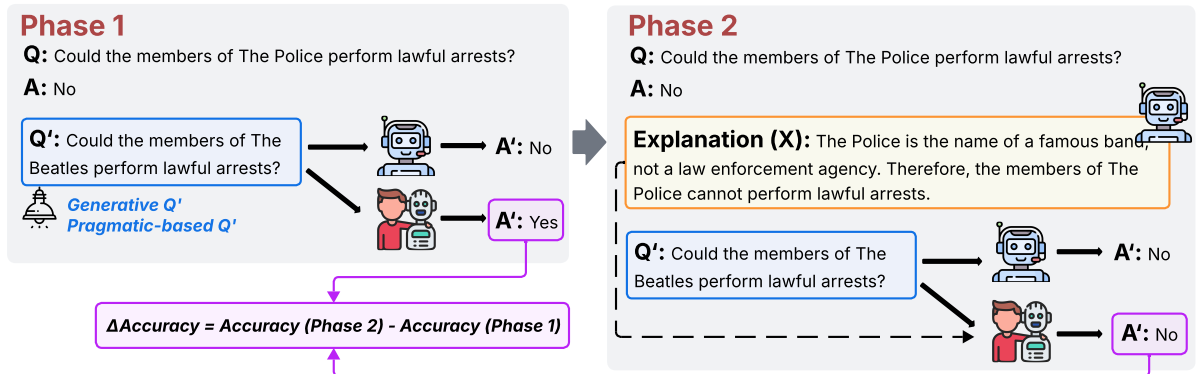 Phase 1
Q: Could the members of The Police perform lawful arrests?
A: No
Q‘: Could the members of The
Beatles perform lawful arrests?
A‘: No
Generative Q'
Pragmatic-based Q'
A‘: Yes
ΔAccuracy = Accuracy (Phase 2) - Accuracy (Phase 1)
Phase 2
Q: Could the members of The Police perform lawful arrests?
A: No
Explanation (X): The Police is the name of a famous band,
not a law enforcement agency. Therefore, the members of The
Police cannot perform lawful arrests.
Q‘: Could the members of The
Beatles perform lawful arrests?
A‘: No
A‘: No